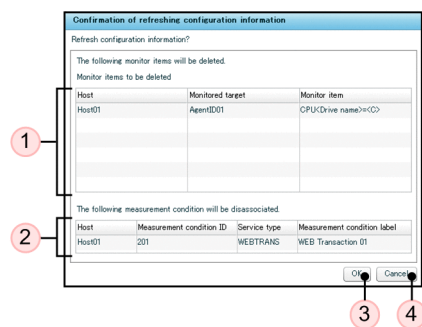 Confirmation of refreshing configuration information
Refresh configuration information?
The following monitor items will be deleted.
Monitor items to be deleted
Host Monitored target Monitor item
Host01 AgentID01 CPU<Drive name>=<C>
1
The following measurement condition will be disassociated.
Host Measurement condition ID Service type Measurement condition label
2
Host01 201 WEBTRANS WEB Transaction 01
OK Cancel
3 4